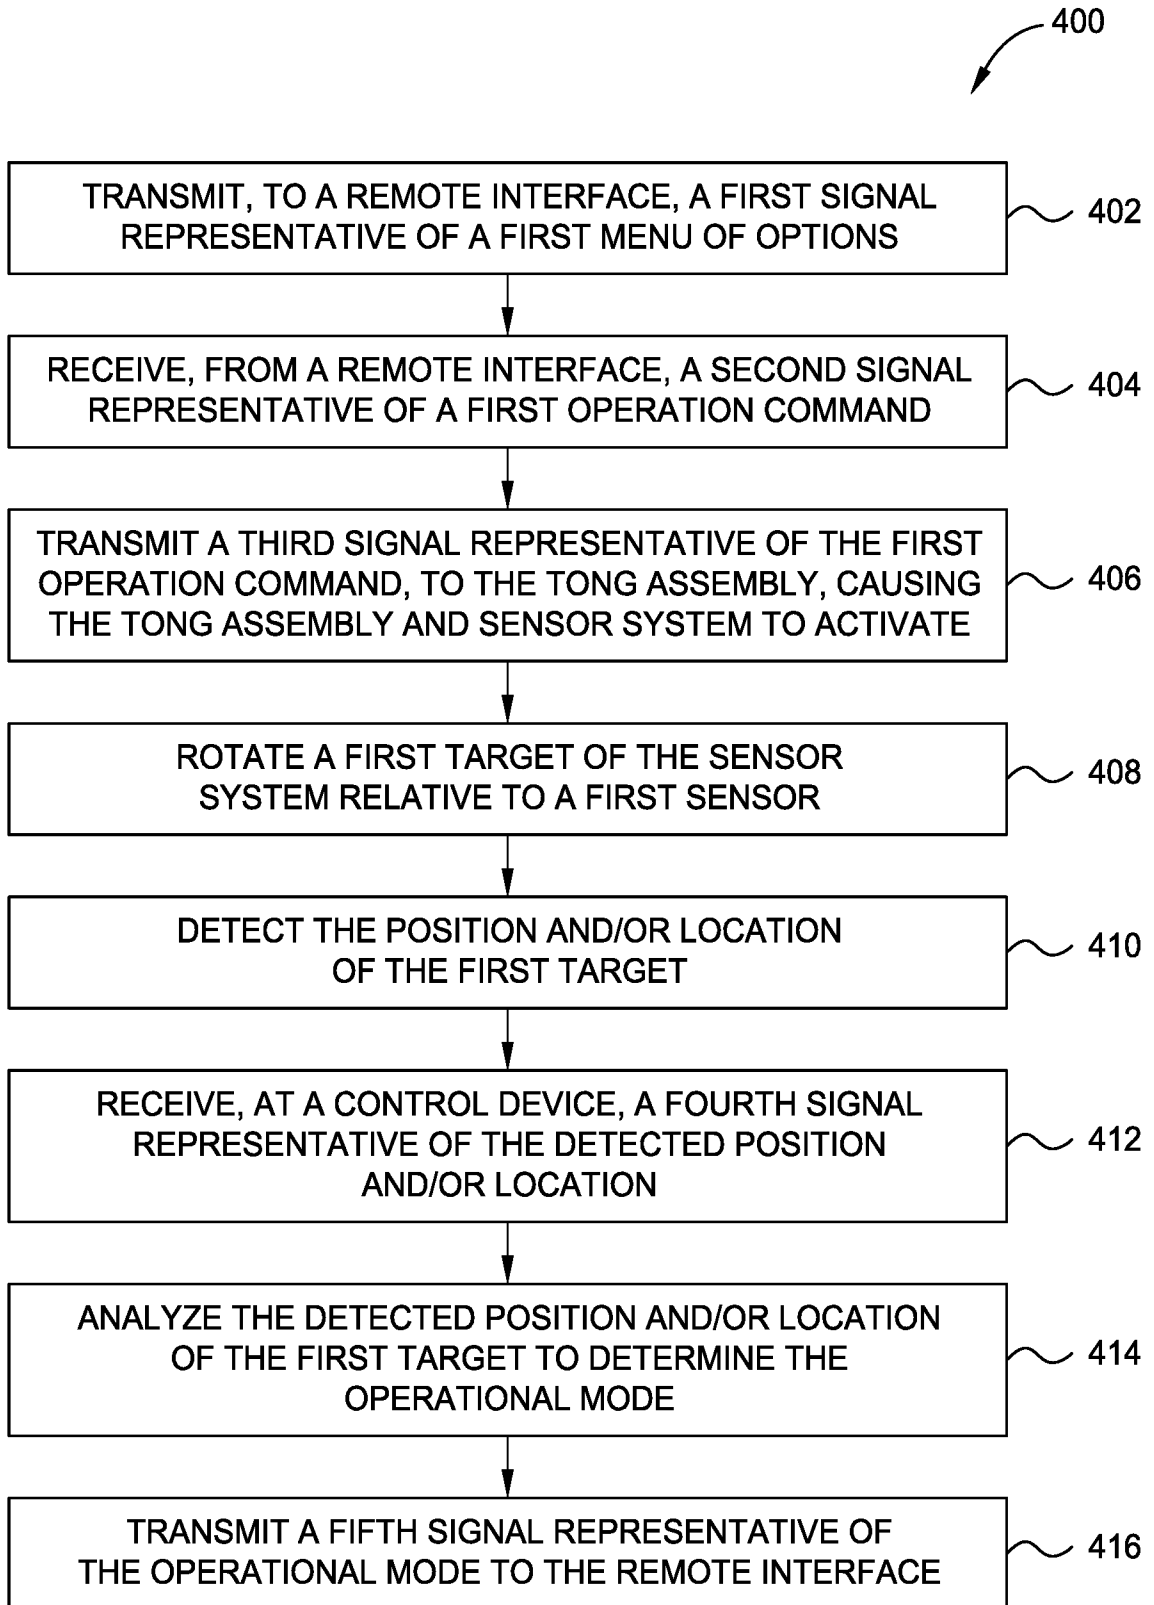 400
TRANSMIT, TO A REMOTE INTERFACE, A FIRST SIGNAL
REPRESENTATIVE OF A FIRST MENU OF OPTIONS
402
RECEIVE, FROM A REMOTE INTERFACE, A SECOND SIGNAL
REPRESENTATIVE OF A FIRST OPERATION COMMAND
404
TRANSMIT A THIRD SIGNAL REPRESENTATIVE OF THE FIRST
OPERATION COMMAND, TO THE TONG ASSEMBLY, CAUSING
THE TONG ASSEMBLY AND SENSOR SYSTEM TO ACTIVATE
406
ROTATE A FIRST TARGET OF THE SENSOR
SYSTEM RELATIVE TO A FIRST SENSOR
408
DETECT THE POSITION AND/OR LOCATION
OF THE FIRST TARGET
410
RECEIVE, AT A CONTROL DEVICE, A FOURTH SIGNAL
REPRESENTATIVE OF THE DETECTED POSITION
AND/OR LOCATION
412
ANALYZE THE DETECTED POSITION AND/OR LOCATION
OF THE FIRST TARGET TO DETERMINE THE
OPERATIONAL MODE
414
TRANSMIT A FIFTH SIGNAL REPRESENTATIVE OF
THE OPERATIONAL MODE TO THE REMOTE INTERFACE
416